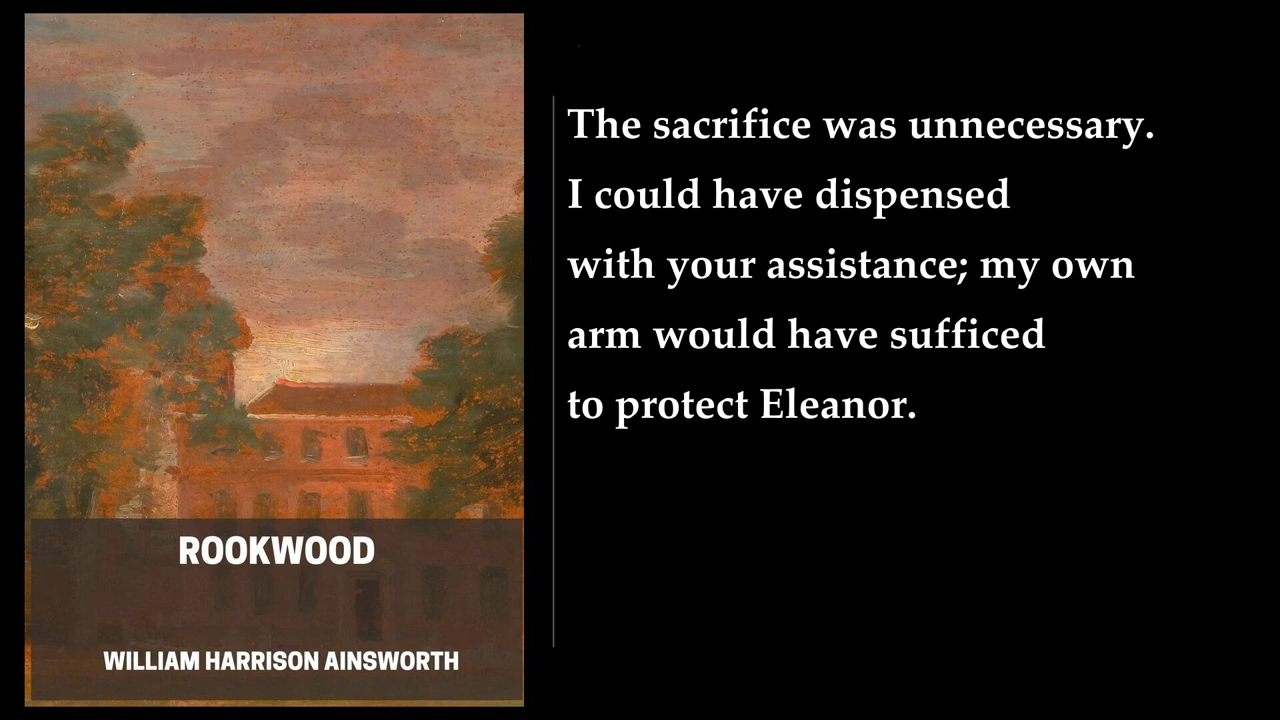 ROOKWOOD
WILLIAM HARRISON AINSWORTH
The sacrifice was unnecessary.
I could have dispensed
with your assistance; my own
arm would have sufficed
to protect Eleanor.